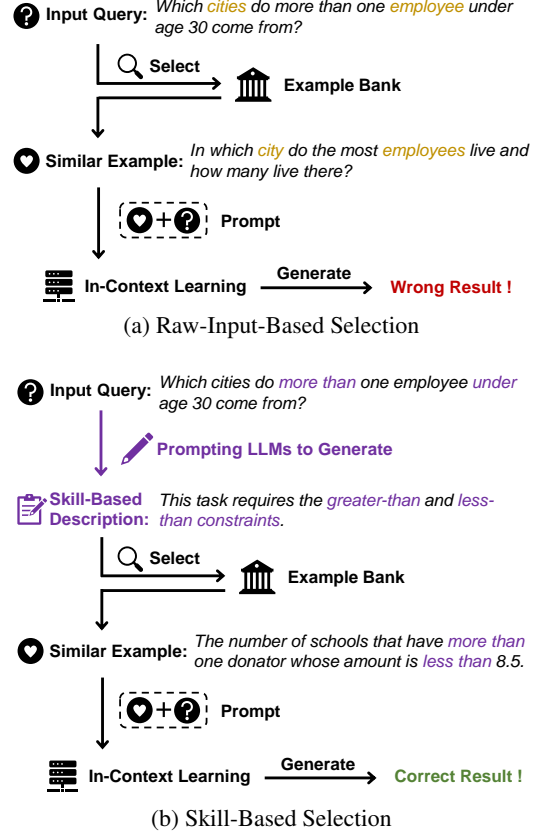 Input Query: Which cities do more than one employee under
age 30 come from?
Select
Example Bank
Similar Example: In which city do the most employees live and
how many live there?
+ ? Prompt
In-Context Learning Generate Wrong Result !
(a) Raw-Input-Based Selection
? Input Query: Which cities do more than one employee under
age 30 come from?
Prompting LLMs to Generate
Skill-Based This task requires the greater-than and less-
Description: than constraints.
Select
Example Bank
Similar Example: The number of schools that have more than
one donator whose amount is less than 8.5.
+ ? Prompt
In-Context Learning Generate Correct Result !
(b) Skill-Based Selection